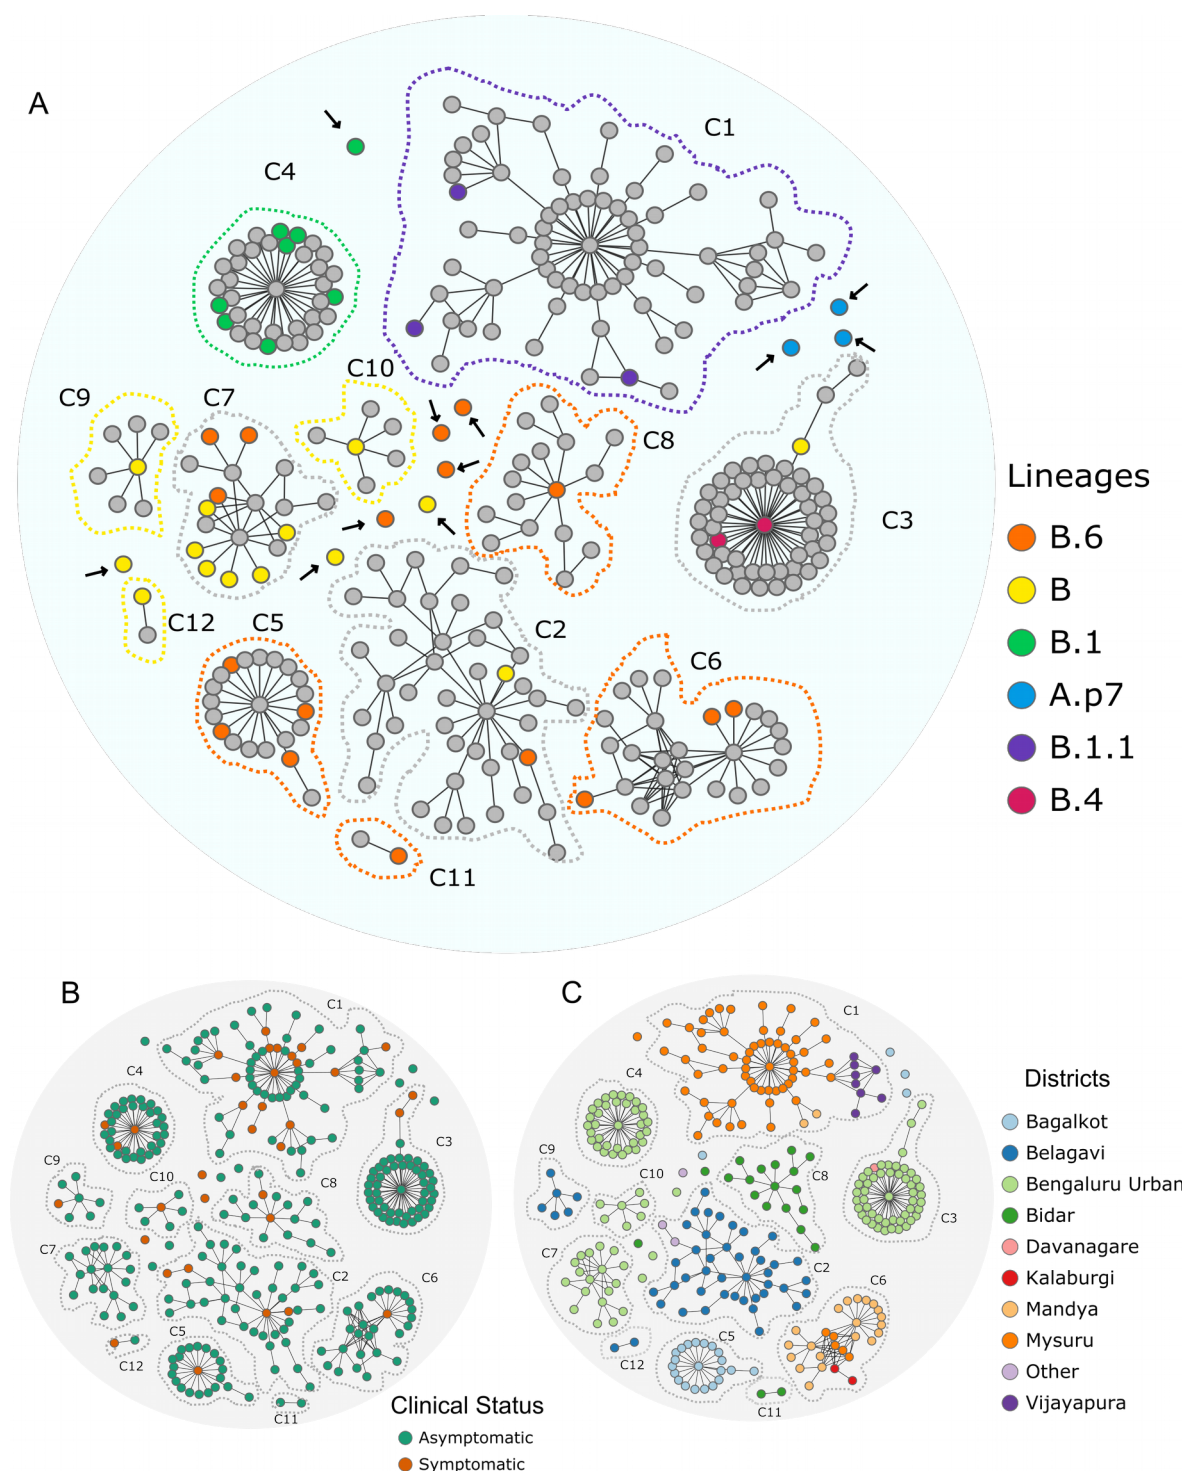 A
C1
C4
C10
C9
C7
C8
C3
C12
C5
C2
C6
C11
Lineages
B.6
B
B.1
A.p7
B.1.1
B.4
B
C1
C4
C3
C9
C10
C8
C7
C2
C6
C5
C12
C11
Clinical Status
Asymptomatic
Symptomatic
C
C1
C4
C9
C10
C8
C3
C7
C2
C6
C5
C12
C11
Districts
Bagalkot
Belagavi
Bengaluru Urban
Bidar
Davanagare
Kalaburgi
Mandya
Mysuru
Other
Vijayapura